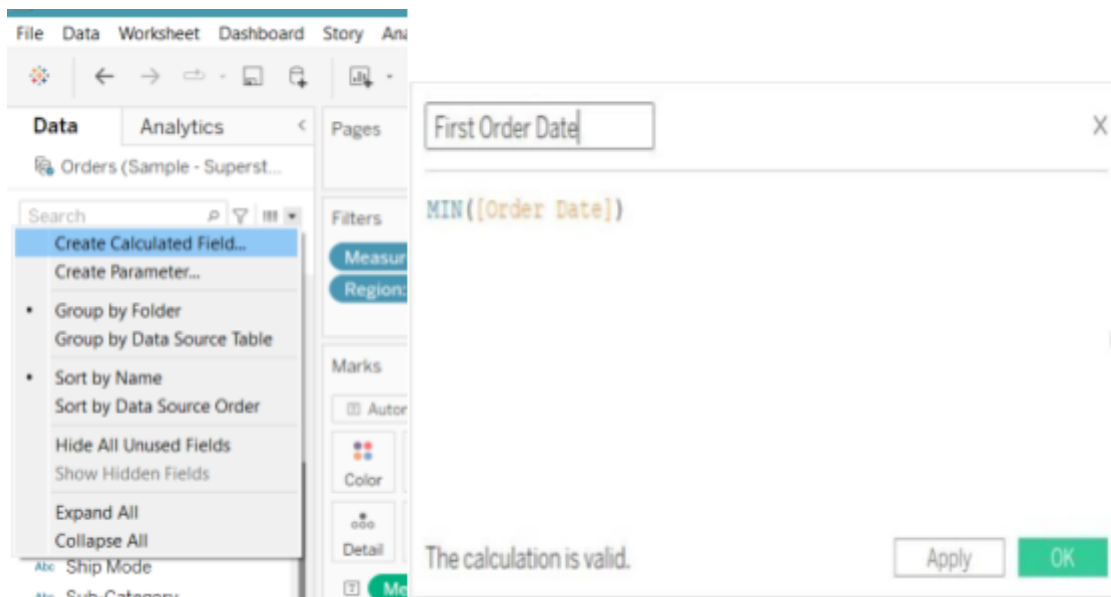 File Data Worksheet Dashboard Story
Data Analytics
Orders (Sample - Superst...
Search
Create Calculated Field...
Create Parameter...
Group by Folder
Group by Data Source Table
Sort by Name
Sort by Data Source Order
Hide All Unused Fields
Show Hidden Fields
Expand All
Collapse All
Abc Ship Mode
Pages
Filters
Region:
Marks
Color
Detail
First Order Date
X
MIN([Order Date])
The calculation is valid.
Apply OK